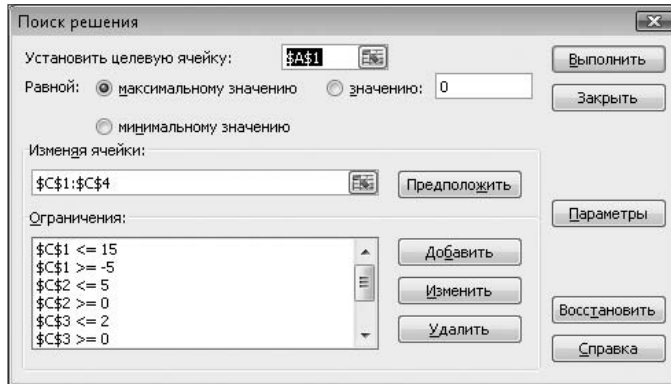 Поиск решения
Установить целевую ячейку: $A$1
Выполнить
Равной: максимальному значению значению: 0
Закрыть
минимальному значению
Изменяя ячейки:
$C$1:$C$4
Предположить
Параметры
Ограничения:
$C$1 <= 15
$C$1 >= -5
$C$2 <= 5
$C$2 >= 0
$C$3 <= 2
$C$3 >= 0
Добавить
Изменить
Удалить
Восстановить
Справка